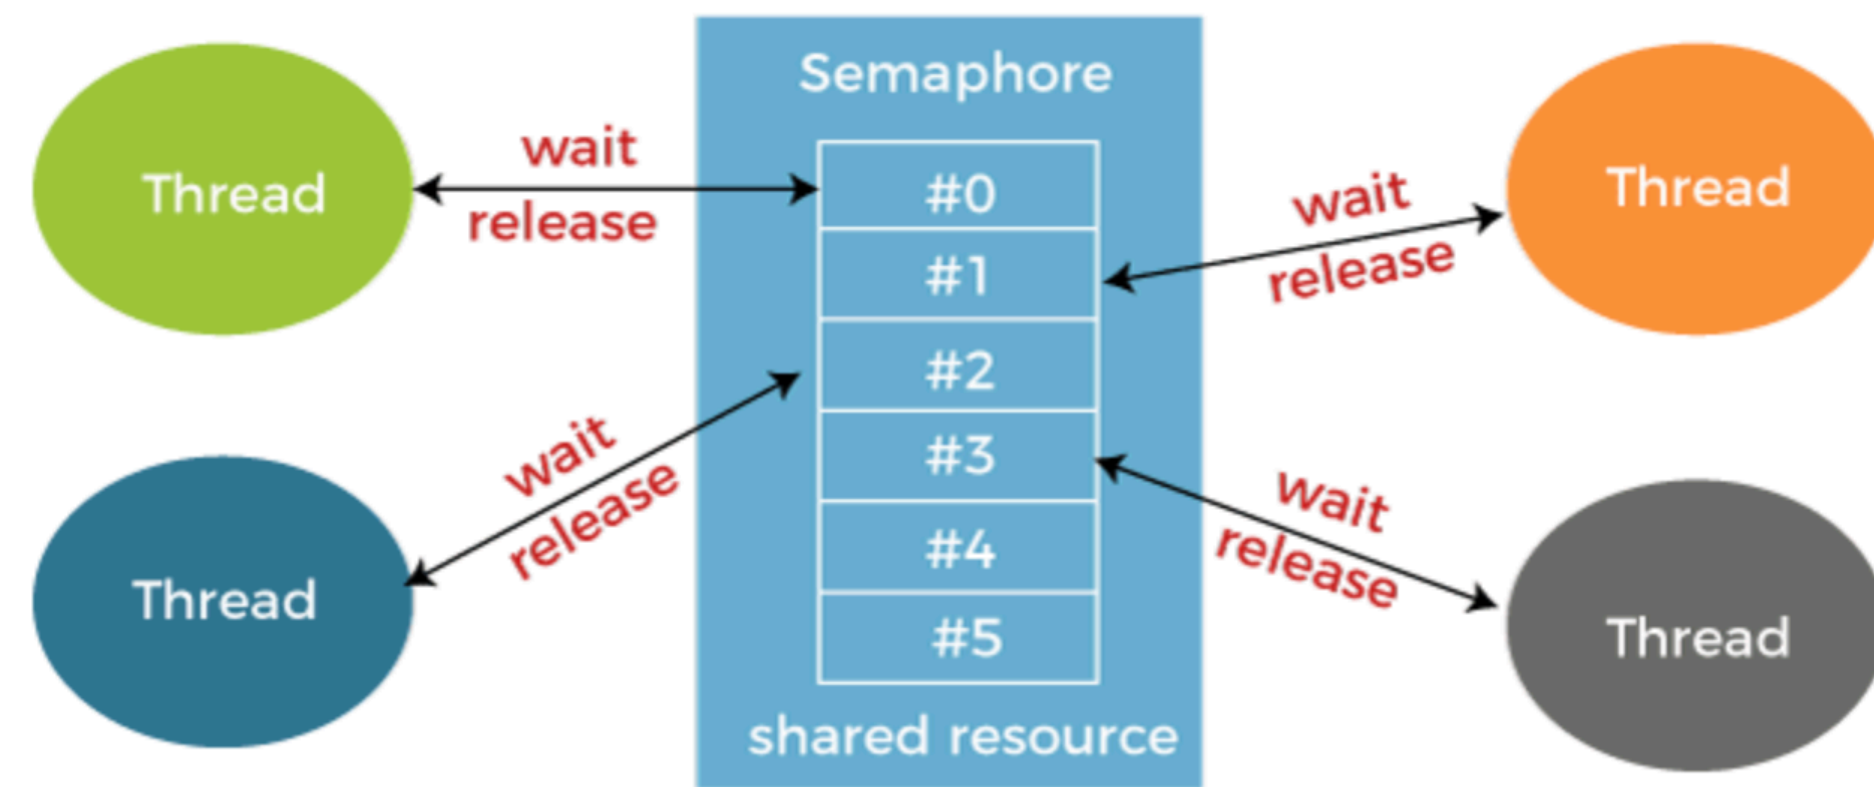 Semaphore
Thread
wait
release
#0
#1
#2
#3
#4
#5
wait
release
Thread
Thread
wait
release
wait
release
Thread
shared resource